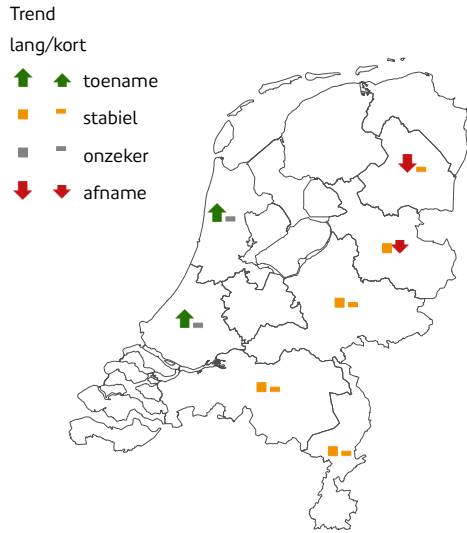 Trend
lang/kort
toename
stabiel
onzeker
afname